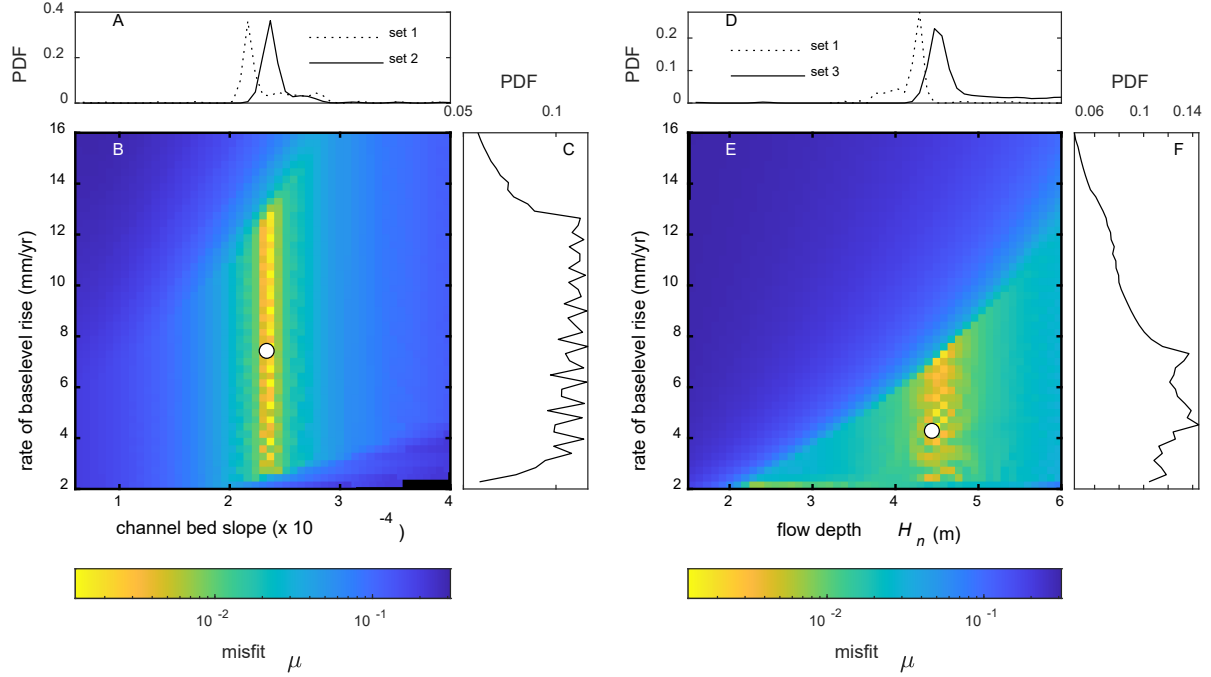 A
D
0.4
0.2
0
PDF
set 1
set 2
0.2
0.1
0
PDF
set 1
set 3
PDF
0.05
0.1
PDF
0.06
0.1
0.14
B
C
E
F
16
14
12
10
8
6
4
2
rate of baselevel rise (mm/yr)
1
2
3
4
channel bed slope (x 10 -4 )
16
14
12
10
8
6
4
2
rate of baselevel rise (mm/yr)
2
3
4
5
6
flow depth H n (m)
10 -2
10 -1
misfit μ
10 -2
10 -1
misfit μ